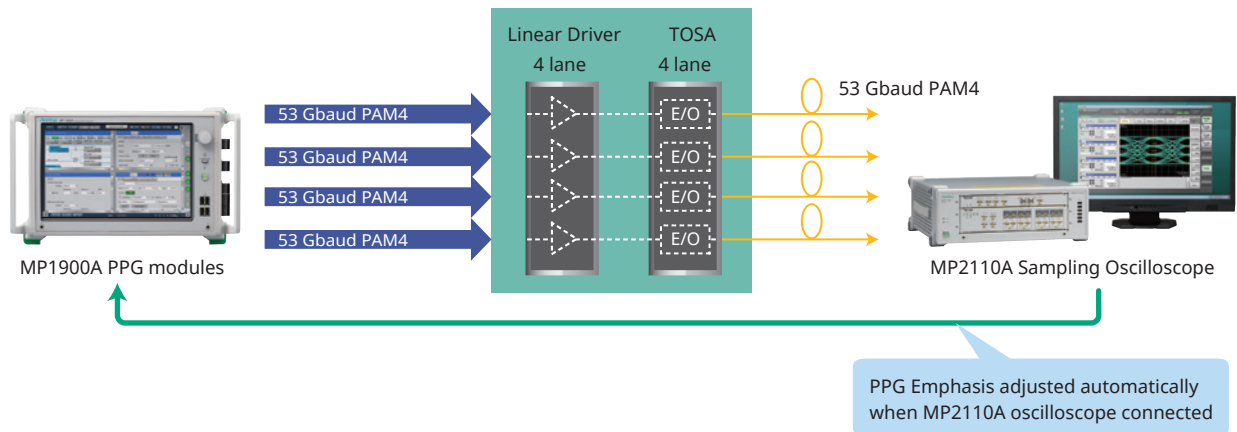 Linear Driver
4 lane
TOSA
4 lane
53 Gbaud PAM4
53 Gbaud PAM4
53 Gbaud PAM4
53 Gbaud PAM4
E/O
E/O
E/O
E/O
53 Gbaud PAM4
MP1900A PPG modules
MP2110A Sampling Oscilloscope
PPG Emphasis adjusted automatically
when MP2110A oscilloscope connected